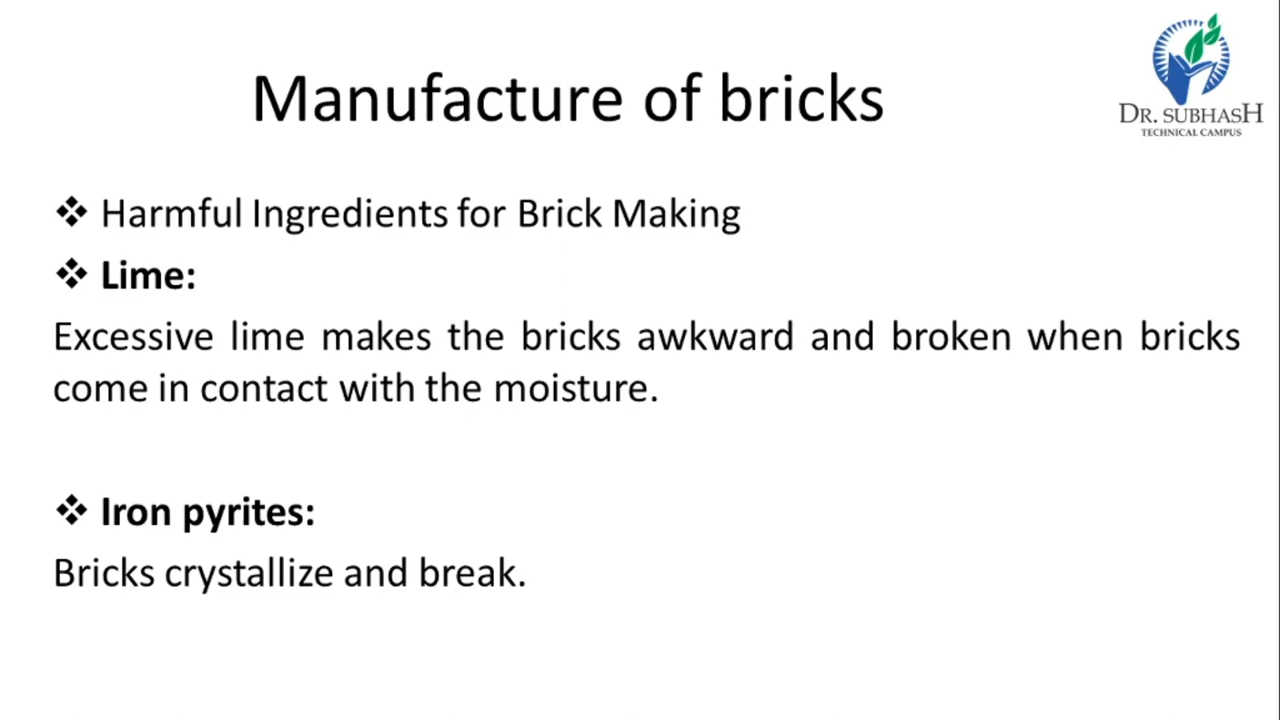 DR. SUBHASH
TECHNICAL CAMPUS
Manufacture of bricks
❖ Harmful Ingredients for Brick Making
❖ Lime:
Excessive lime makes the bricks awkward and broken when bricks
come in contact with the moisture.
❖ Iron pyrites:
Bricks crystallize and break.